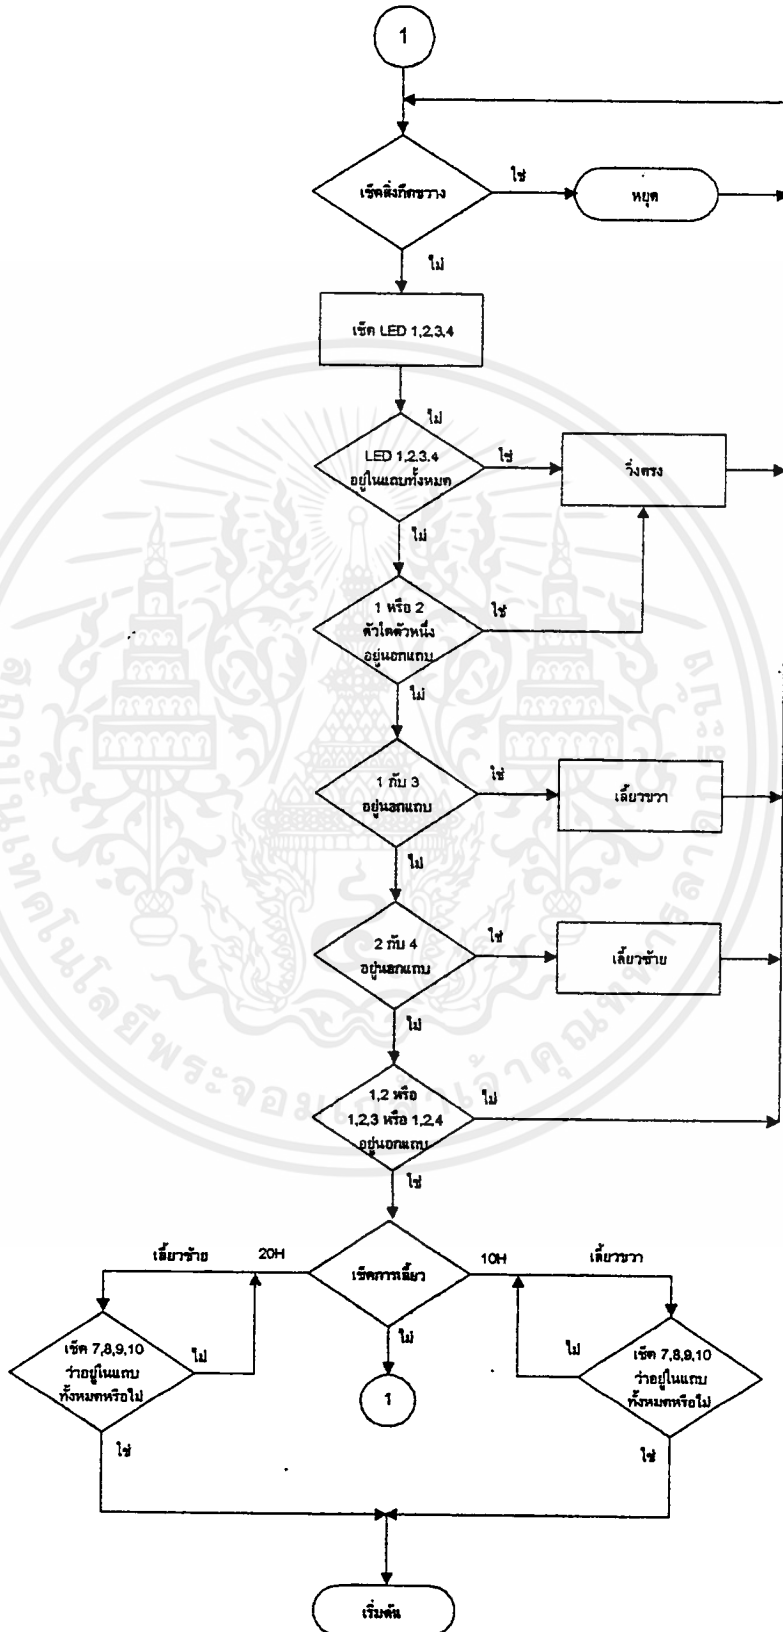 1
เช็คสิ่งกีดขวาง
ใช่
หยุด
ไม่
เช็ค LED 1,2,3,4
ไม่
LED 1,2,3,4
อยู่ในแถบทั้งหมด
ใช่
วิ่งตรง
ไม่
1 หรือ 2
ตัวใดตัวหนึ่ง
อยู่นอกแถบ
ใช่
ไม่
1 กับ 3
อยู่นอกแถบ
ใช่
เลี้ยวขวา
ไม่
2 กับ 4
อยู่นอกแถบ
ใช่
เลี้ยวซ้าย
ไม่
1,2 หรือ
1,2,3 หรือ 1,2,4
อยู่นอกแถบ
ไม่
ใช่
เลี้ยวซ้าย
20H
เช็คการเลี้ยว
10H
เลี้ยวขวา
เช็ค 7,8,9,10
ว่าอยู่ในแถบ
ทั้งหมดหรือไม่
ไม่
ไม่
1
ไม่
เช็ค 7,8,9,10
ว่าอยู่ในแถบ
ทั้งหมดหรือไม่
ใช่
ใช่
เริ่มต้น